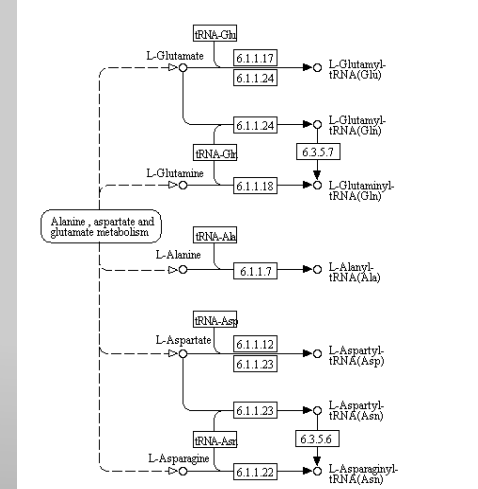 tRNA-Glu
L-Glutamate
6.1.1.17
L-Glutamyl-
tRNA(Glu)
6.1.1.24
6.1.1.24
L-Glutamyl-
tRNA(Gln)
tRNA-Gln
6.3.5.7
L-Glutamine
6.1.1.18
L-Glutaminyl-
tRNA(Gln)
Alanine , aspartate and
glutamate metabolism
tRNA-Ala
L-Alanine
6.1.1.7
L-Alanyl-
tRNA(Ala)
tRNA-Asp
L-Aspartate
6.1.1.12
L-Aspartyl-
tRNA(Asp)
6.1.1.23
6.1.1.23
L-Aspartyl-
tRNA(Asn)
tRNA-Asn
6.3.5.6
L-Asparagine
6.1.1.22
L-Asparaginyl-
tRNA(Asn)